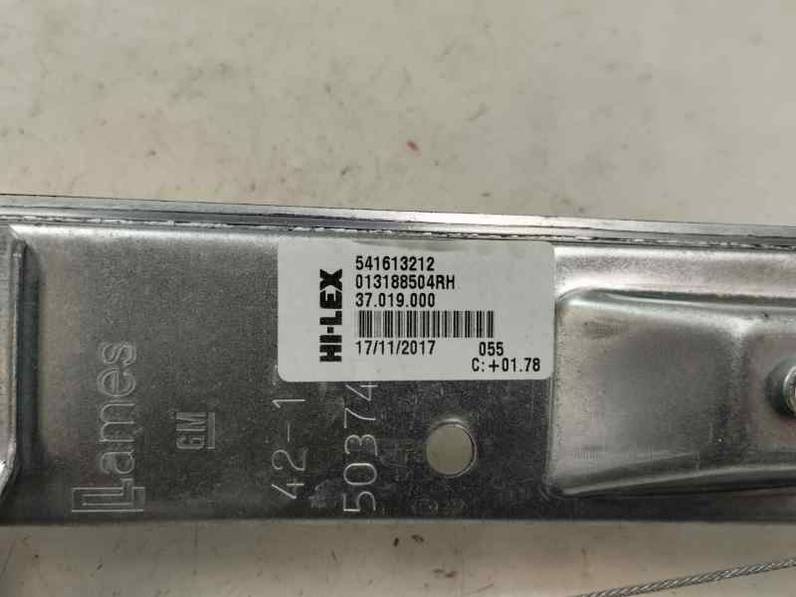 HI-LEX
541613212
013188504RH
37.019.000
17/11/2017 055
C:+01.78
Lames
GM
42-1
50374